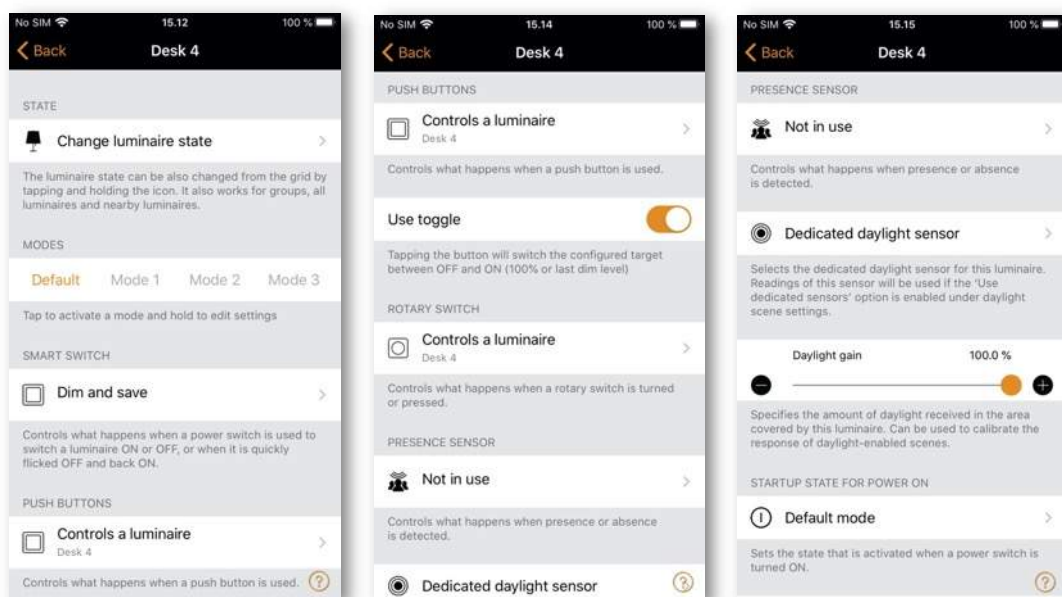 No SIM 15.12 100 %
Back Desk 4
STATE
Change luminaire state
The luminaire state can be also changed from the grid by
tapping and holding the icon. It also works for groups, all
luminaires and nearby luminaires.
MODES
Default Mode 1 Mode 2 Mode 3
Tap to activate a mode and hold to edit settings
SMART SWITCH
Dim and save
Controls what happens when a power switch is used to
switch a luminaire ON or OFF, or when it is quickly
flicked OFF and back ON.
PUSH BUTTONS
Controls a luminaire
Desk 4
Controls what happens when a push button is used. ?
No SIM 15.14 100 %
Back Desk 4
PUSH BUTTONS
Controls a luminaire
Desk 4
Controls what happens when a push button is used.
Use toggle
Tapping the button will switch the configured target
between OFF and ON (100% or last dim level)
ROTARY SWITCH
Controls a luminaire
Desk 4
Controls what happens when a rotary switch is turned
or pressed.
PRESENCE SENSOR
Not in use
Controls what happens when presence or absence
is detected.
Dedicated daylight sensor ?
No SIM 15.15 100 %
Back Desk 4
PRESENCE SENSOR
Not in use
Controls what happens when presence or absence
is detected.
Dedicated daylight sensor
Selects the dedicated daylight sensor for this luminaire.
Readings of this sensor will be used if the 'Use
dedicated sensors' option is enabled under daylight
scene settings.
Daylight gain 100.0 %
Specifies the amount of daylight received in the area
covered by this luminaire. Can be used to calibrate the
response of daylight-enabled scenes.
STARTUP STATE FOR POWER ON
Default mode
Sets the state that is activated when a power switch is
turned ON.
?